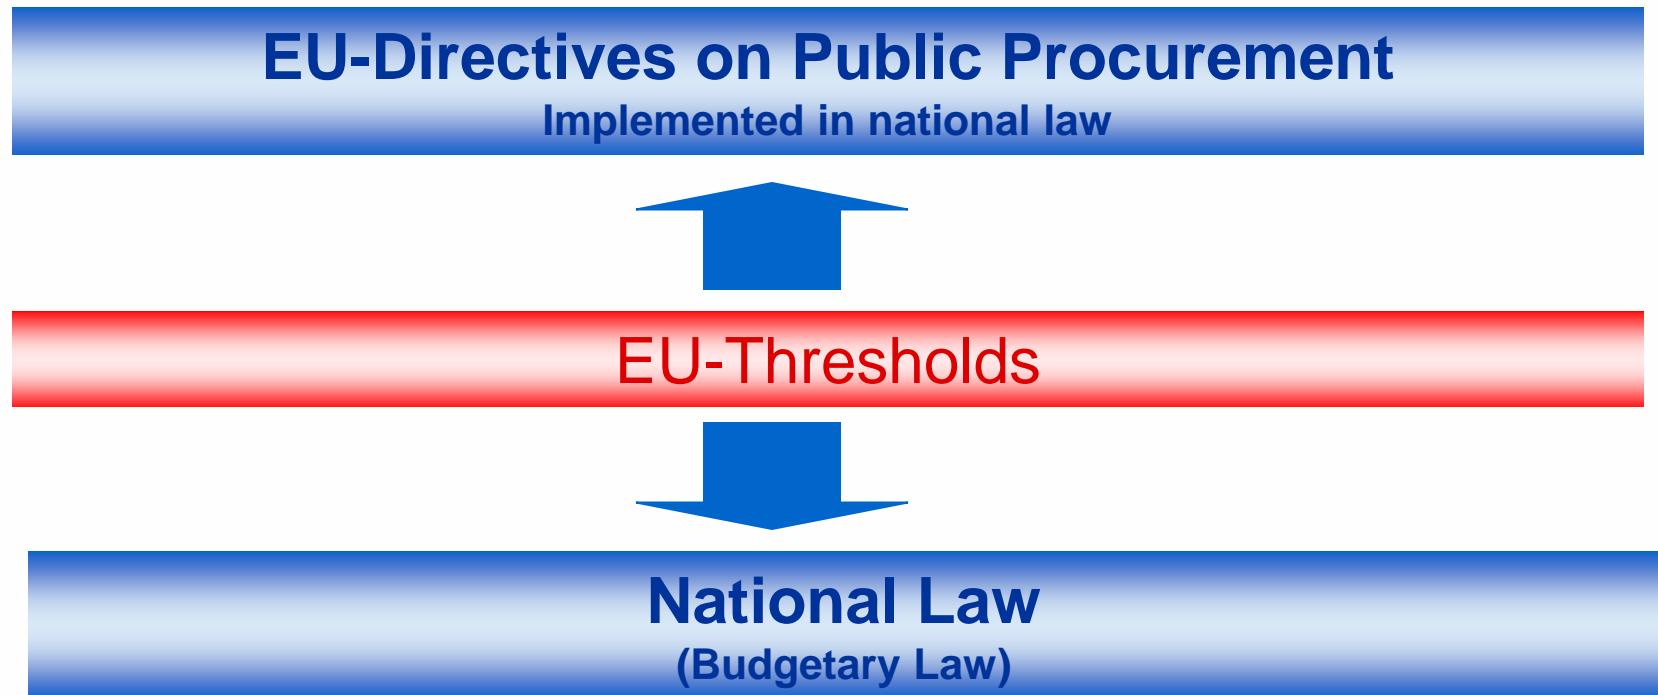 EU-Directives on Public Procurement
Implemented in national law
EU-Thresholds
National Law
(Budgetary Law)